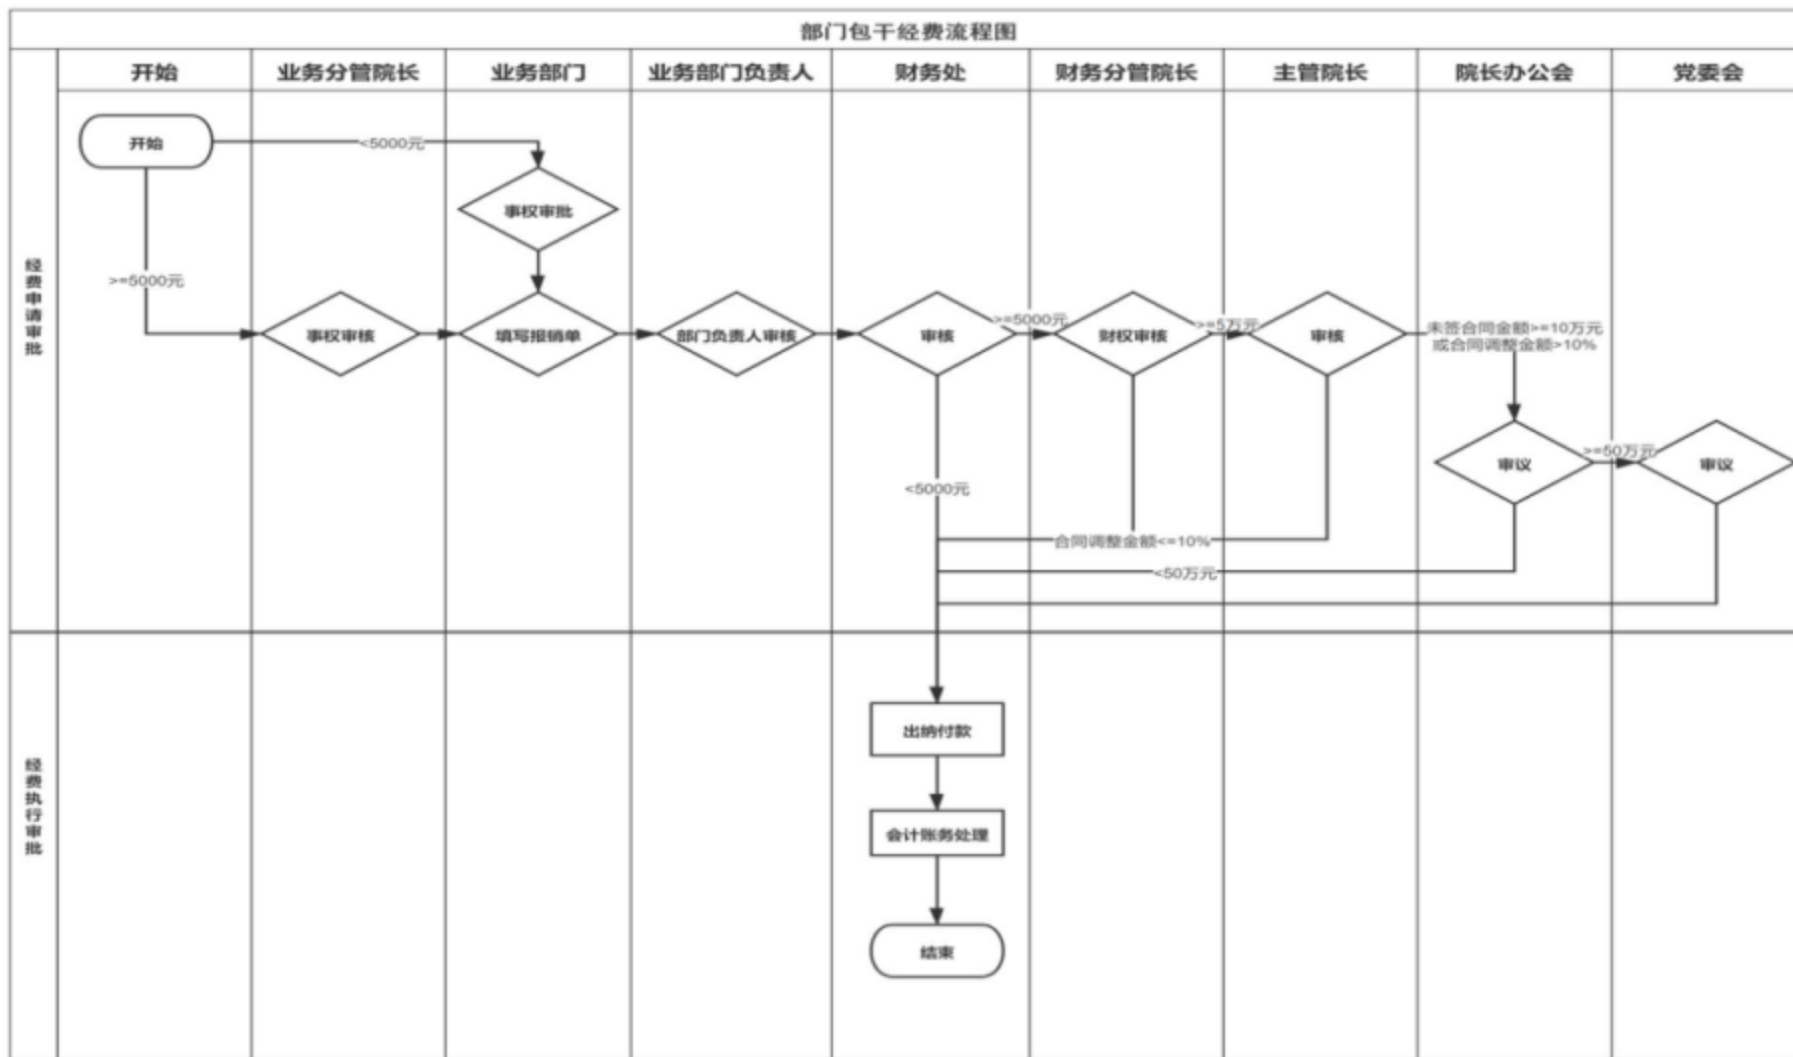 部门包干经费流程图
开始
业务分管院长
业务部门
业务部门负责人
财务处
财务分管院长
主管院长
院长办公会
党委会
经费申请审批
开始
<5000元
事权审批
>=5000元
事权审核
填写报销单
部门负责人审核
审核
>=5000元
财权审核
>=5万元
审核
未签合同金额>=10万元
或合同调整金额>10%
审议
>=50万元
审议
<5000元
合同调整金额<=10%
<50万元
经费执行审批
出纳付款
会计账务处理
结束